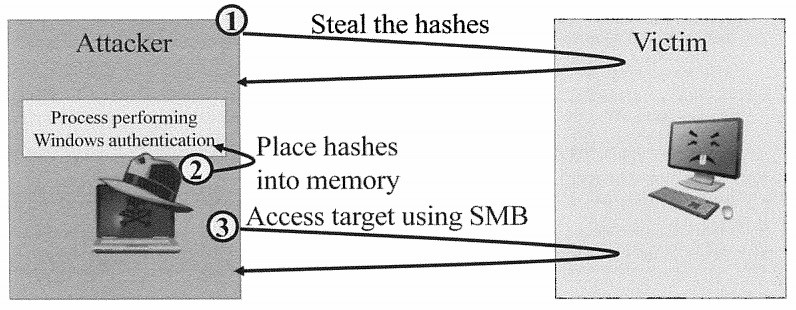 1
Steal the hashes
Attacker
Victim
Process performing
Windows authentication
2
Place hashes
into memory
3
Access target using SMB